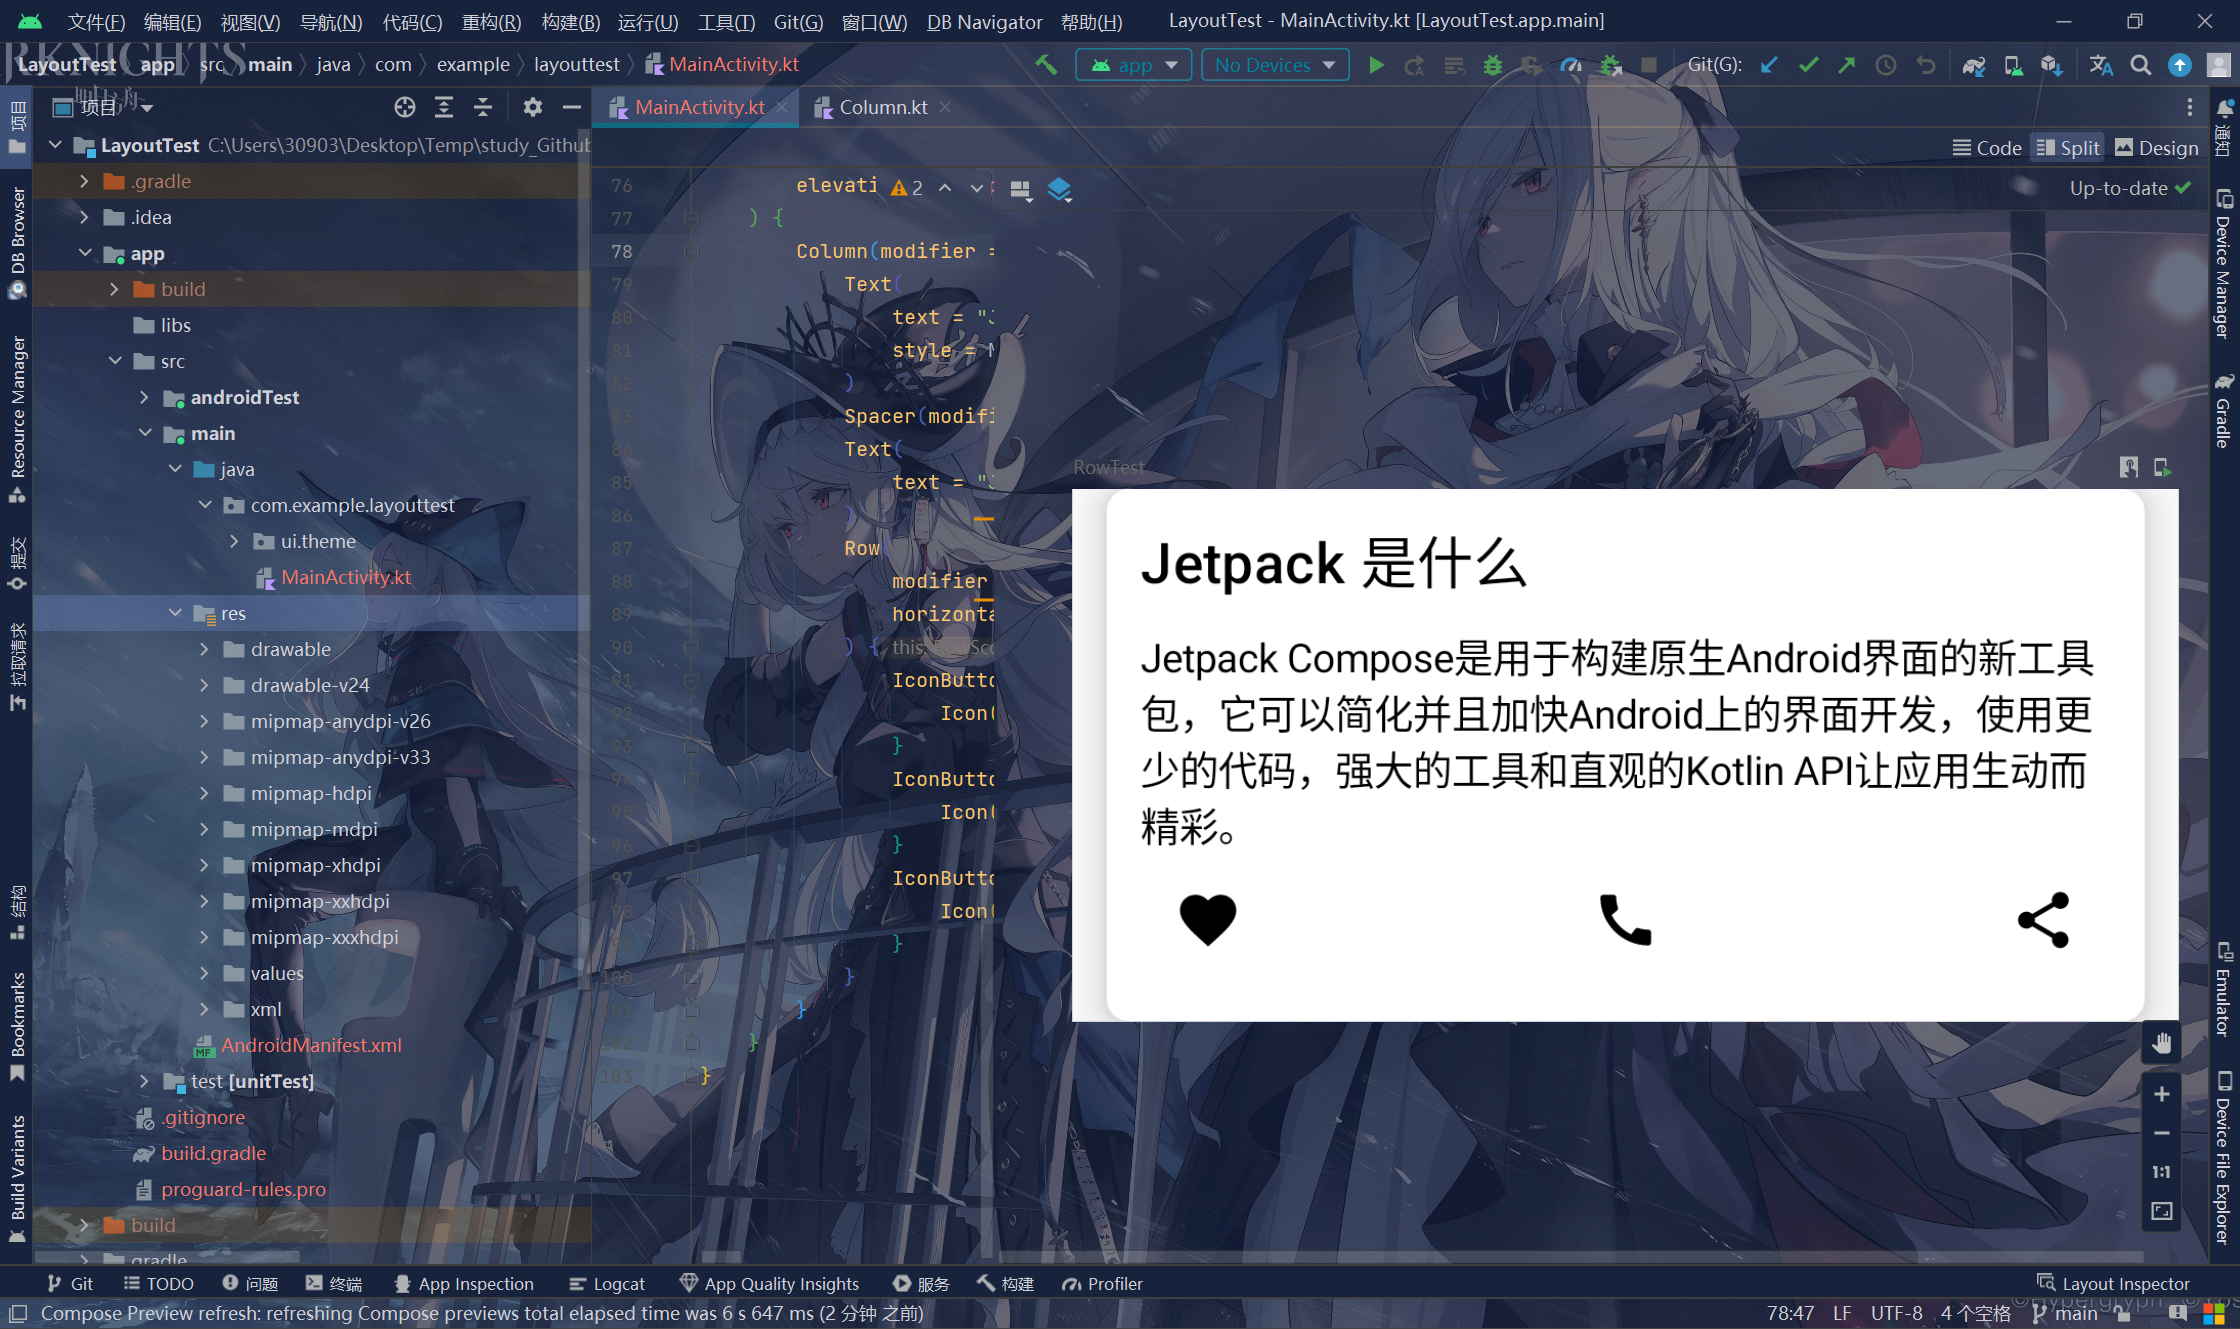 文件(F) 编辑(E) 视图(V) 导航(N) 代码(C) 重构(R) 构建(B) 运行(U) 工具(T) Git(G) 窗口(W) DB Navigator 帮助(H) LayoutTest - MainActivity.kt [LayoutTest.app.main]
RKNIGHTS
LayoutTest app src main java com example layouttest MainActivity.kt app No Devices Git(G):
项目 MainActivity.kt Column.kt
Code Split Design
Up-to-date
LayoutTest C:\Users\30903\Desktop\Temp\study_Github
.gradle
.idea
app
build
libs
src
androidTest
main
java
com.example.layouttest
ui.theme
MainActivity.kt
res
drawable
drawable-v24
mipmap-anydpi-v26
mipmap-anydpi-v33
mipmap-hdpi
mipmap-mdpi
mipmap-xhdpi
mipmap-xxhdpi
mipmap-xxxhdpi
values
xml
AndroidManifest.xml
test [unitTest]
.gitignore
build.gradle
proguard-rules.pro
build
gradle
项目
DB Browser
Resource Manager
提交
拉取请求
结构
Bookmarks
Build Variants
76 elevati 2
77 ) {
78 Column(modifier =
79 Text(
80 text = "J
81 style = M
82 )
83 Spacer(modifi
84 Text(
85 text = "J
86 )
87 Row(
88 modifier
89 horizonta
90 ) { this: RowSco
91 IconButto
92 Icon(
93 }
94 IconButto
95 Icon(
96 }
97 IconButto
98 Icon(
99 }
100 }
101 }
102 }
103 }
RowTest
Jetpack 是什么
Jetpack Compose是用于构建原生Android界面的新工具
包，它可以简化并且加快Android上的界面开发，使用更
少的代码，强大的工具和直观的Kotlin API让应用生动而
精彩。
1:1
通知
Device Manager
Gradle
Emulator
Device File Explorer
Git TODO 问题 终端 App Inspection Logcat App Quality Insights 服务 构建 Profiler Layout Inspector
Compose Preview refresh: refreshing Compose previews total elapsed time was 6 s 647 ms (2 分钟 之前) 78:47 LF UTF-8 4 个空格 main
©Hypergryph